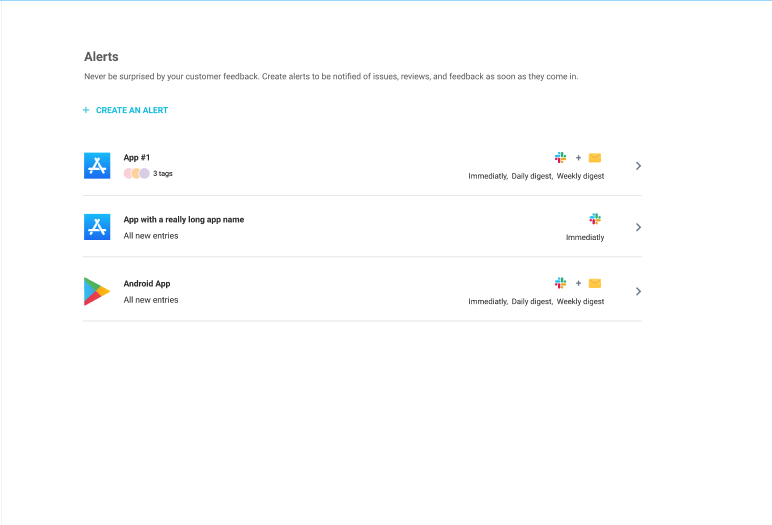 Alerts
Never be surprised by your customer feedback. Create alerts to be notified of issues, reviews, and feedback as soon as they come in.
+ CREATE AN ALERT
App #1
+
3 tags
Immediatly, Daily digest, Weekly digest
App with a really long app name
All new entries
Immediatly
Android App
+
All new entries
Immediatly, Daily digest, Weekly digest